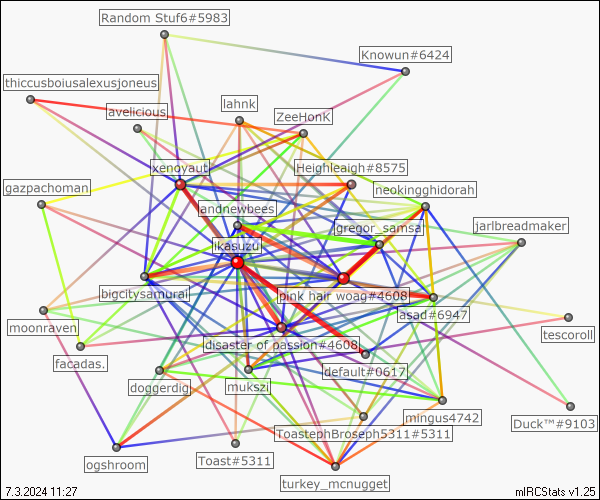 Random Stuf6#5983
Knowun#6424
thiccusboiusalexusjoneus
lahnk
avelicious
ZeeHonK
xenoyaut
Heighleaigh#8575
gazpachoman
neokingghidorah
andnewbees
gregor_samsa
jarlbreadmaker
ikasuzu
bigcitysamurai
pink hair woag#4608
moonraven
asad#6947
tescoroll
disaster of passion#4608
facadas.
default#0617
doggerdig
mukszi
mingus4742
Duck™#9103
ToastephBroseph5311#5311
ogshroom
Toast#5311
turkey_mcnugget
7.3.2024 11:27
mIRCStats v1.25